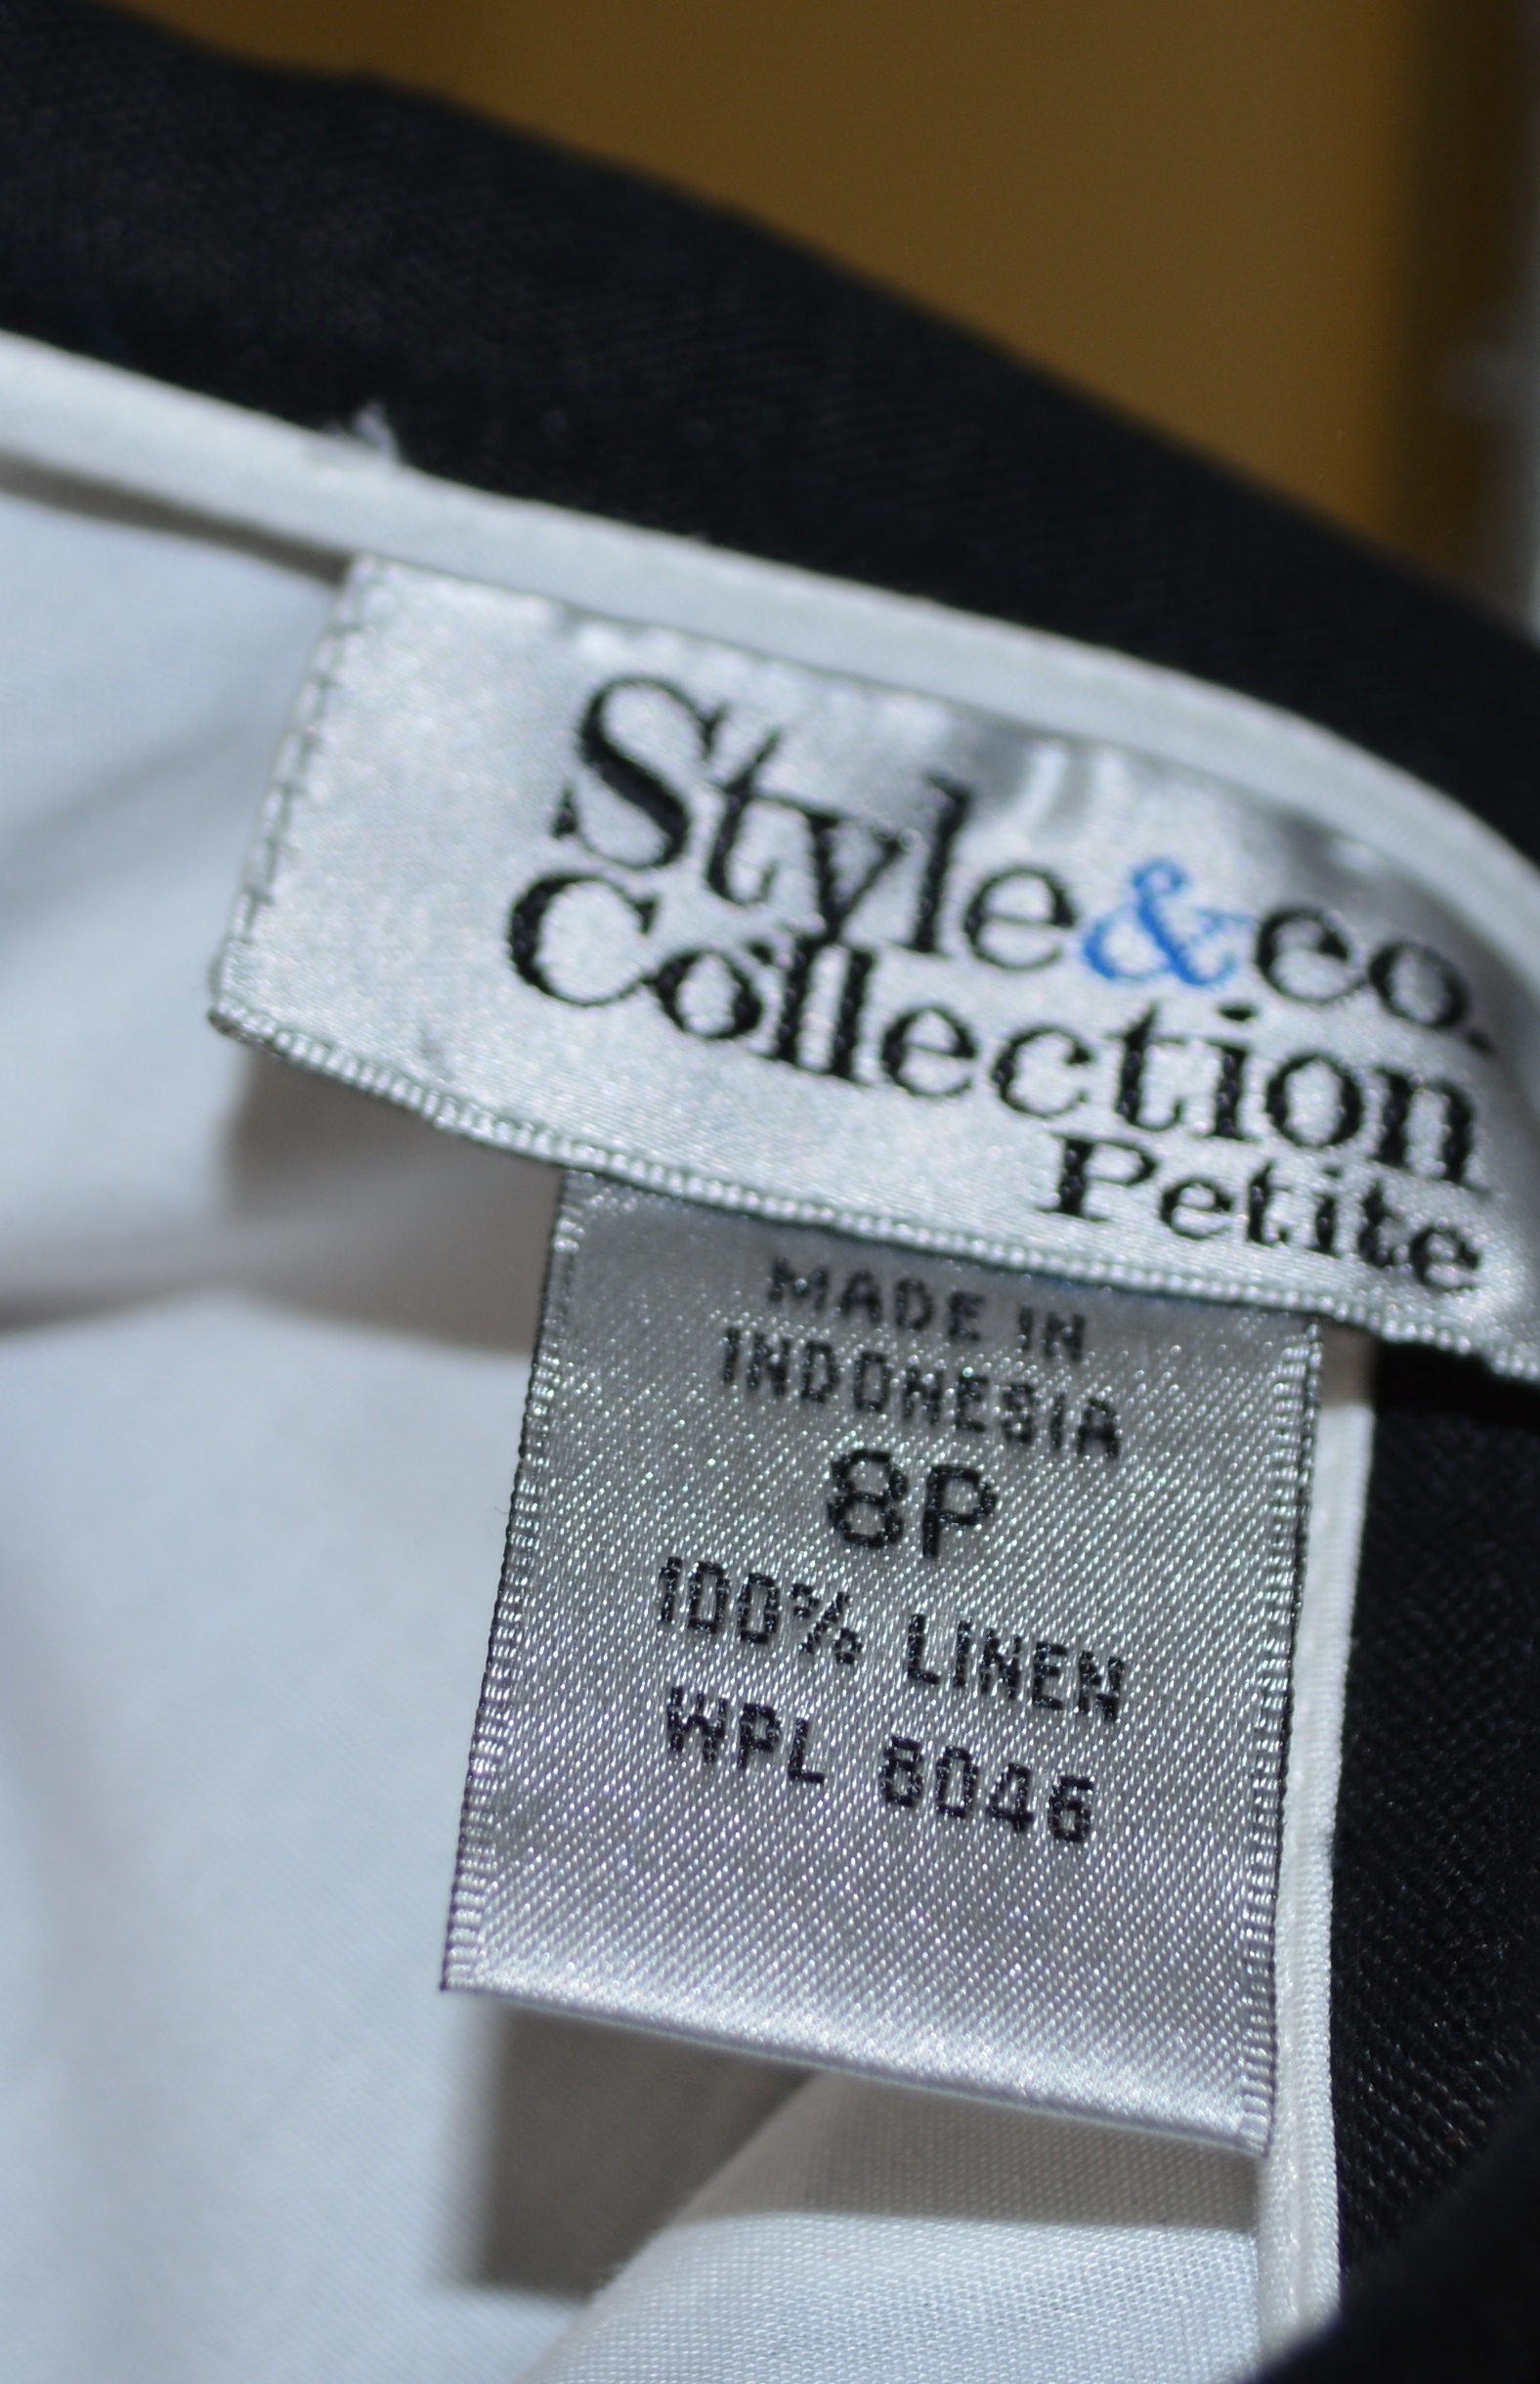 Style&co.
Collection
Petite
MADE IN
INDONESIA
8P
100% LINEN
WPL 8046